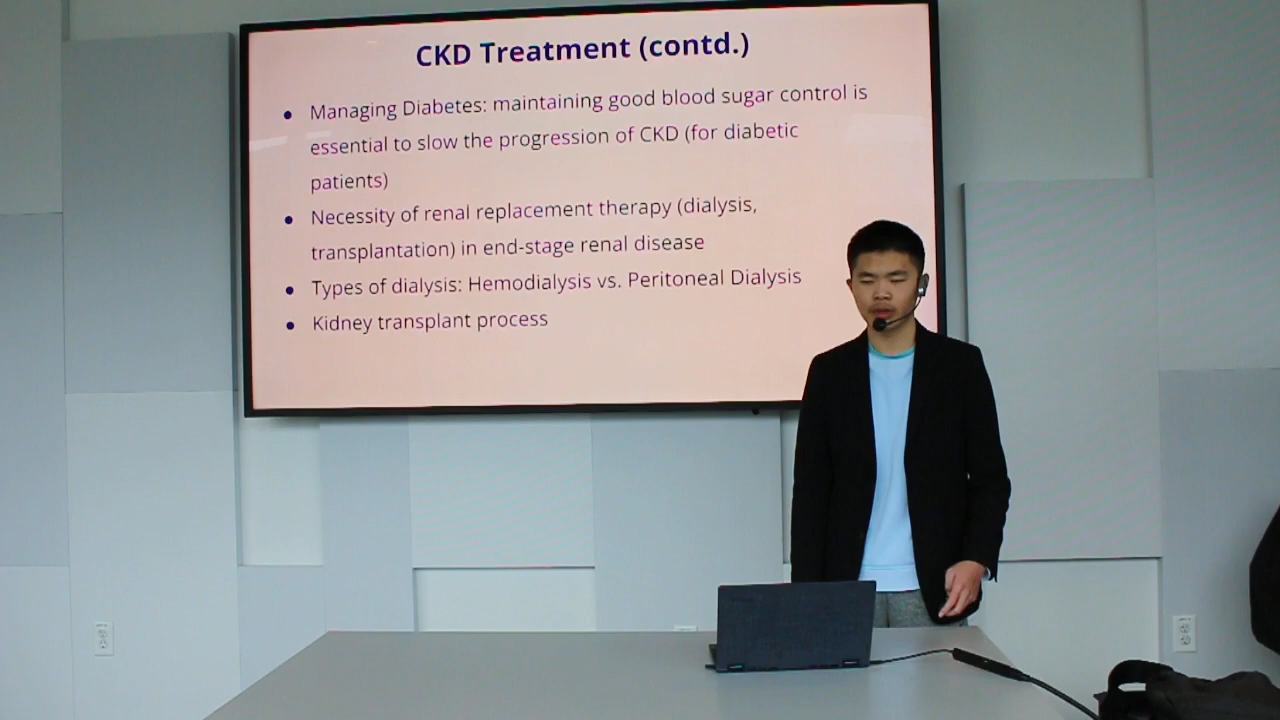 CKD Treatment (contd.)
● Managing Diabetes: maintaining good blood sugar control is
essential to slow the progression of CKD (for diabetic
patients)
● Necessity of renal replacement therapy (dialysis,
transplantation) in end-stage renal disease
● Types of dialysis: Hemodialysis vs. Peritoneal Dialysis
● Kidney transplant process